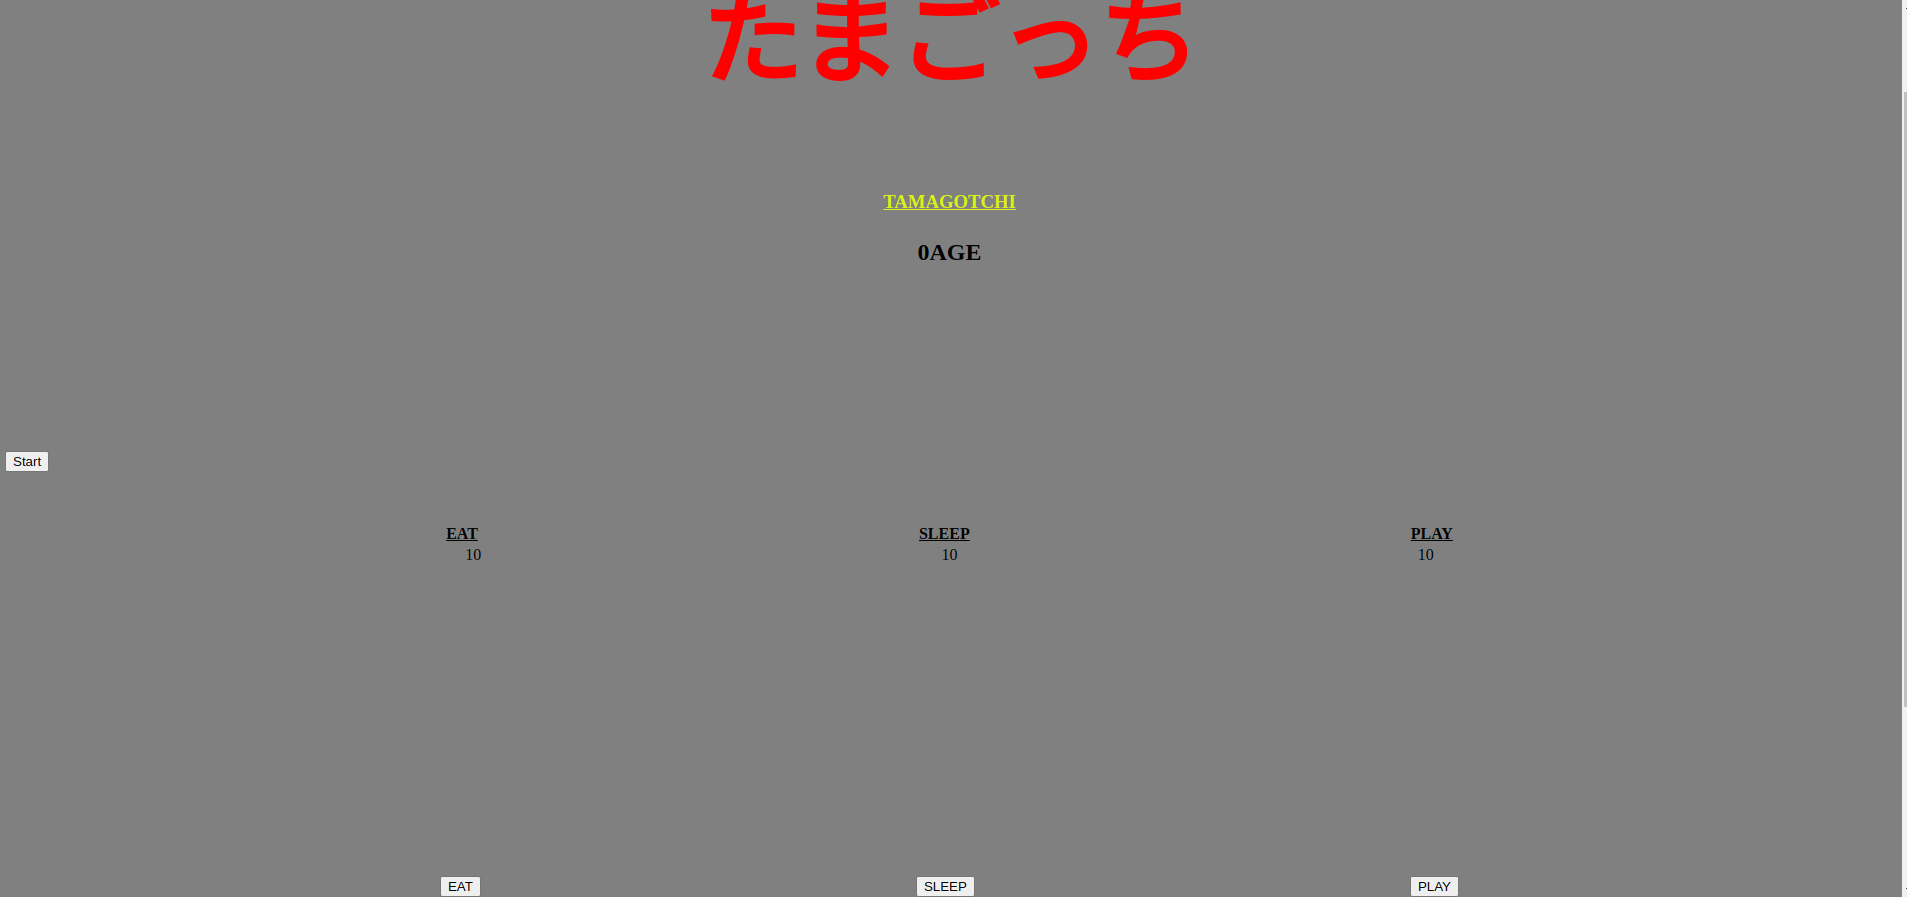 たまごっち
TAMAGOTCHI
0AGE
Start
EAT SLEEP PLAY
10 10 10
EAT SLEEP PLAY